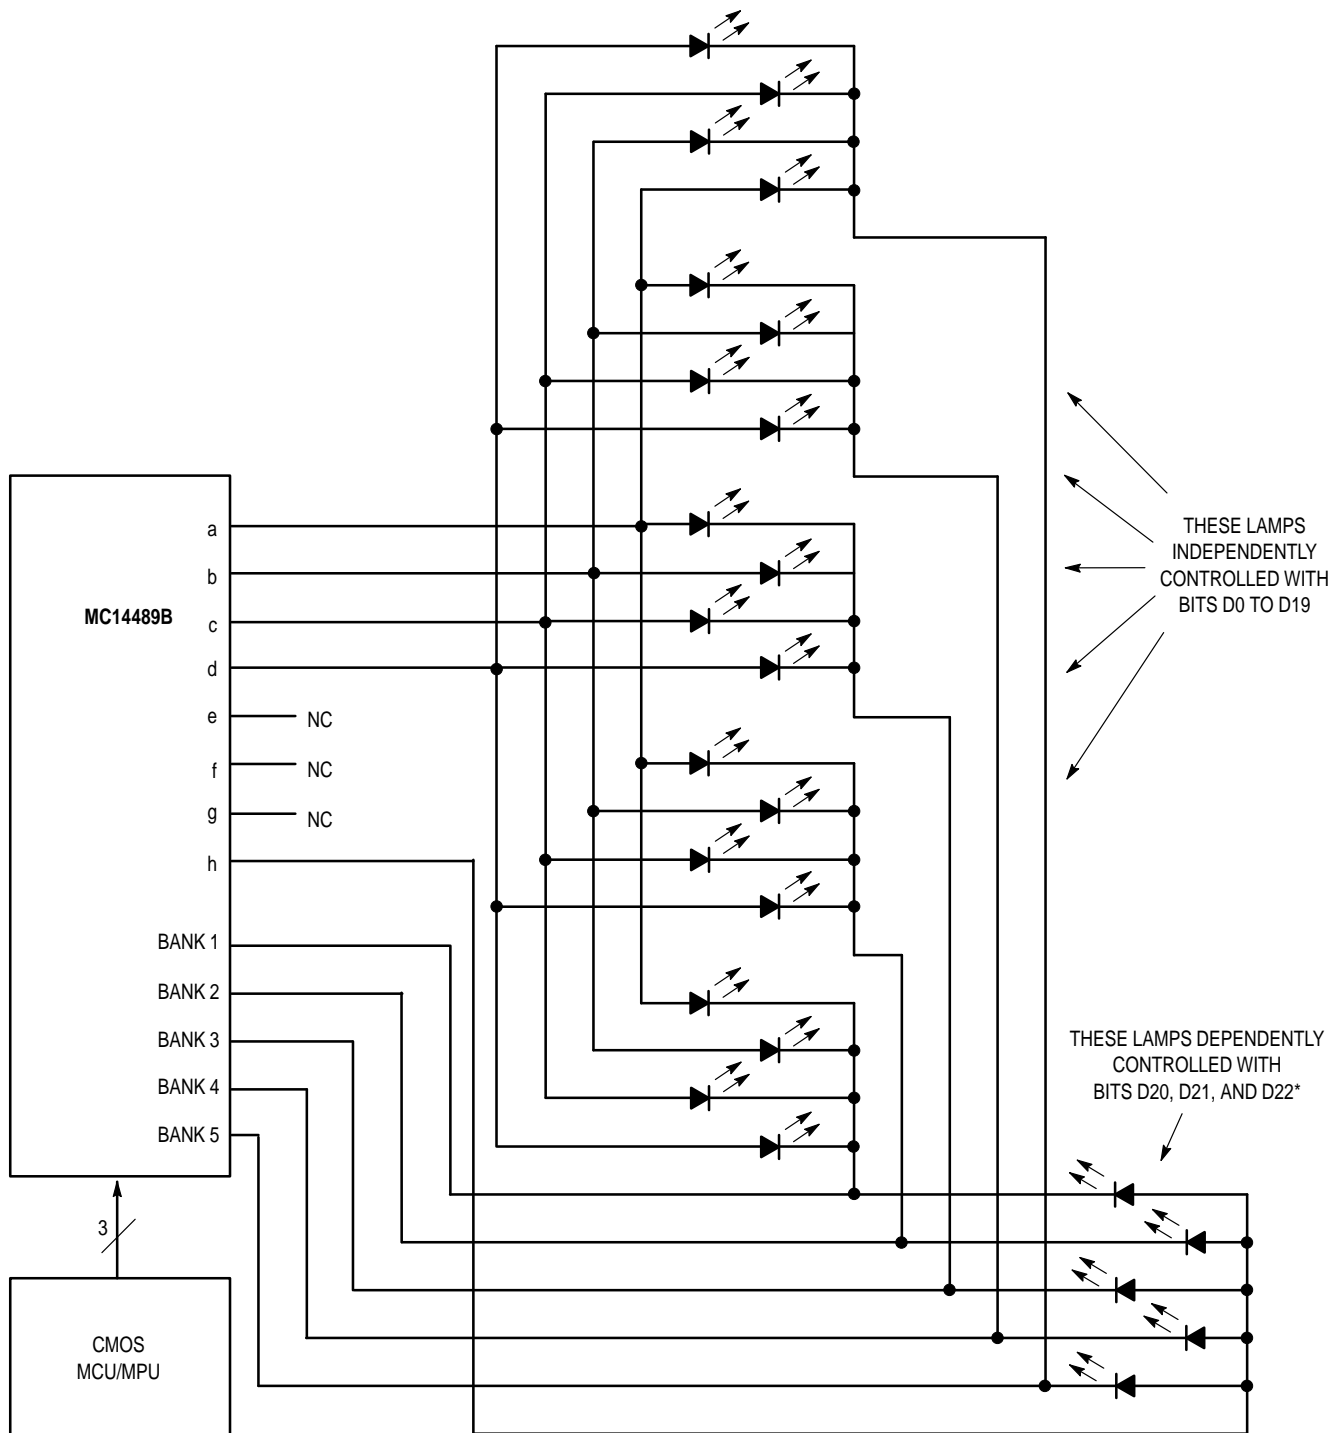 a
b
MC14489B
c
d
e
NC
f
NC
g
NC
h
BANK 1
BANK 2
BANK 3
BANK 4
BANK 5
3
CMOS
MCU/MPU
THESE LAMPS
INDEPENDENTLY
CONTROLLED WITH
BITS D0 TO D19
THESE LAMPS DEPENDENTLY
CONTROLLED WITH
BITS D20, D21, AND D22*